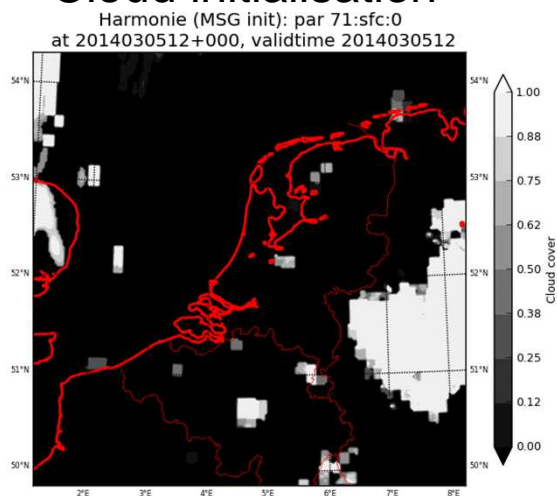 Cloud initialisation
Harmonie (MSG init): par 71:sfc:0
at 2014030512+000, validtime 2014030512
54°N
53°N
52°N
51°N
50°N
54°N
53°N
52°N
51°N
50°N
2°E
3°E
4°E
5°E
6°E
7°E
8°E
1.00
0.88
0.75
0.62
0.50
0.38
0.25
0.12
0.00
Cloud cover